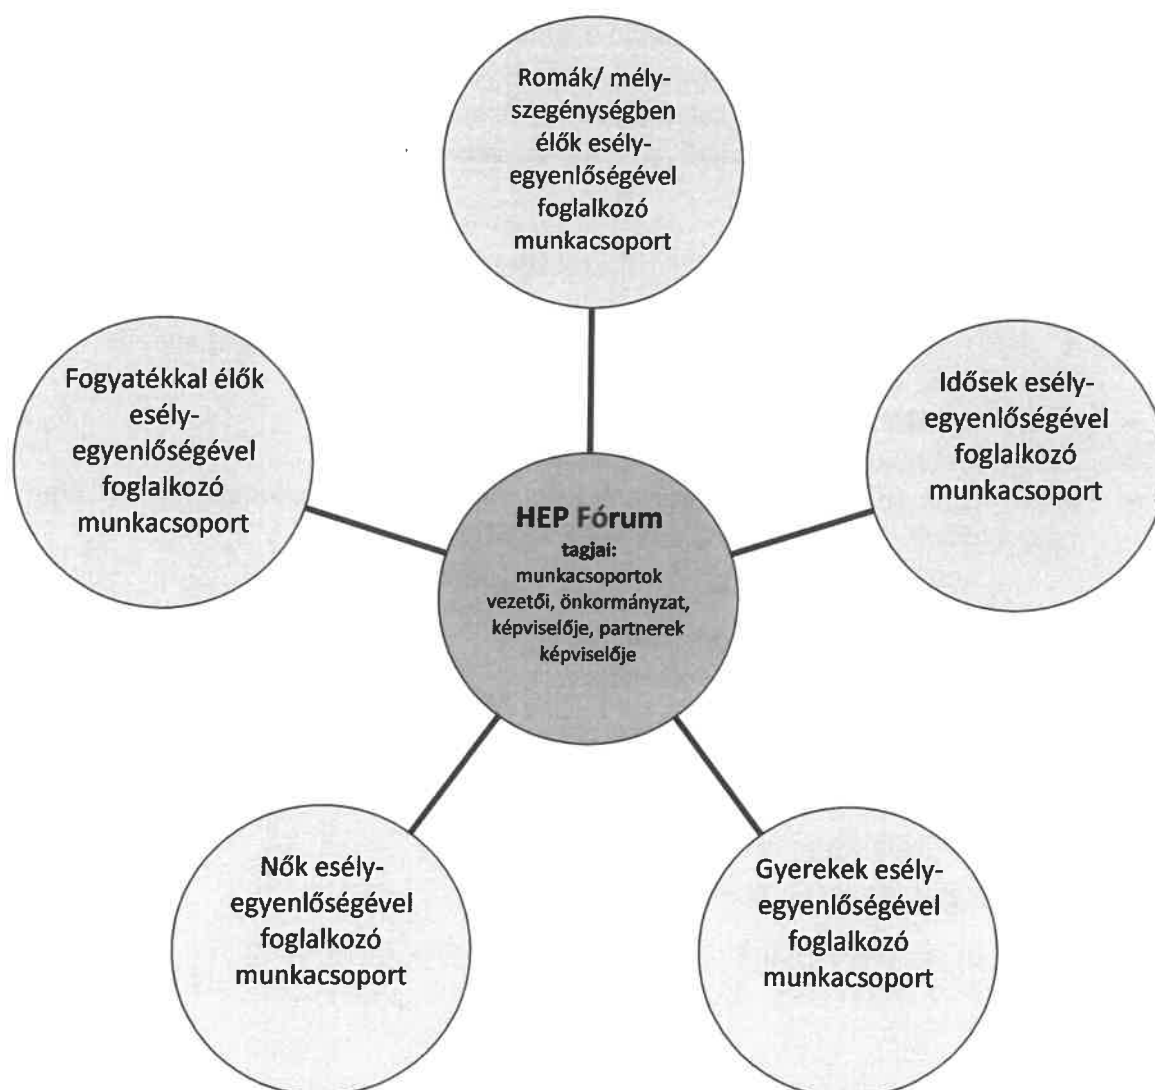 Romák/ mély-
szegénységben
élők esély-
egyenlőségével
foglalkozó
munkacsoport
Fogyatékkal élők
esély-
egyenlőségével
foglalkozó
munkacsoport
Idősek esély-
egyenlőségével
foglalkozó
munkacsoport
HEP Fórum
tagjai:
munkacsoportok
vezetői, önkormányzat,
képviselője, partnerek
képviselője
Nők esély-
egyenlőségével
foglalkozó
munkacsoport
Gyerekek esély-
egyenlőségével
foglalkozó
munkacsoport